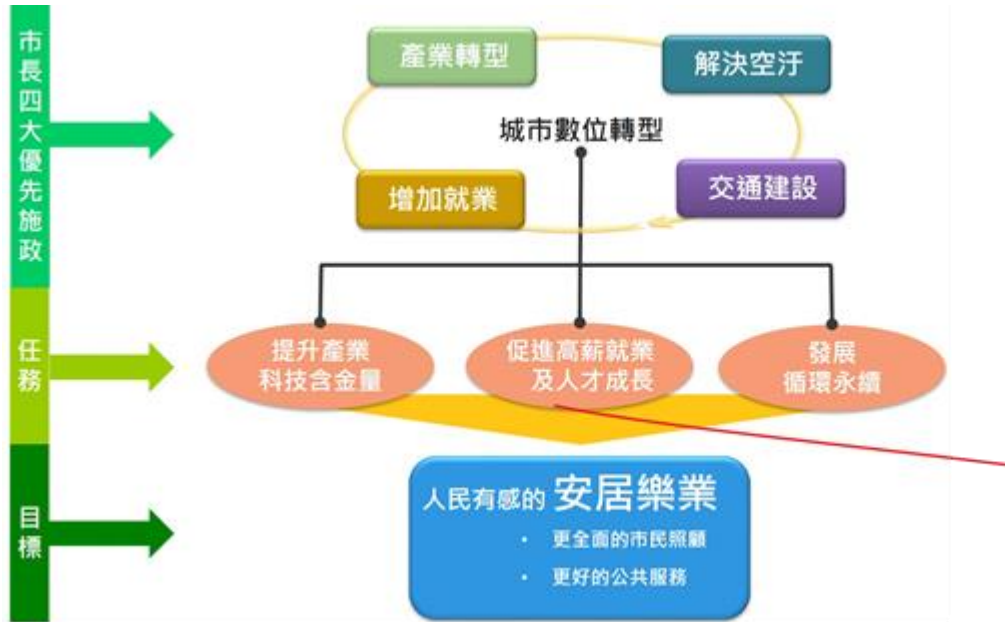 市長四大優先施政
產業轉型
解決空汙
城市數位轉型
增加就業
交通建設
任務
提升產業
科技含金量
促進高薪就業
及人才成長
發展
循環永續
目標
人民有感的 安居樂業
• 更全面的市民照顧
• 更好的公共服務